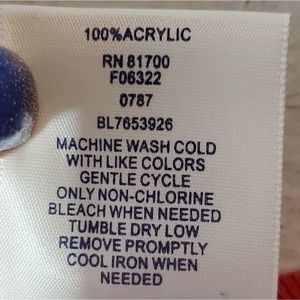 100%ACRYLIC
RN 81700
F06322
0787
BL7653926
MACHINE WASH COLD
WITH LIKE COLORS
GENTLE CYCLE
ONLY NON-CHLORINE
BLEACH WHEN NEEDED
TUMBLE DRY LOW
REMOVE PROMPTLY
COOL IRON WHEN
NEEDED